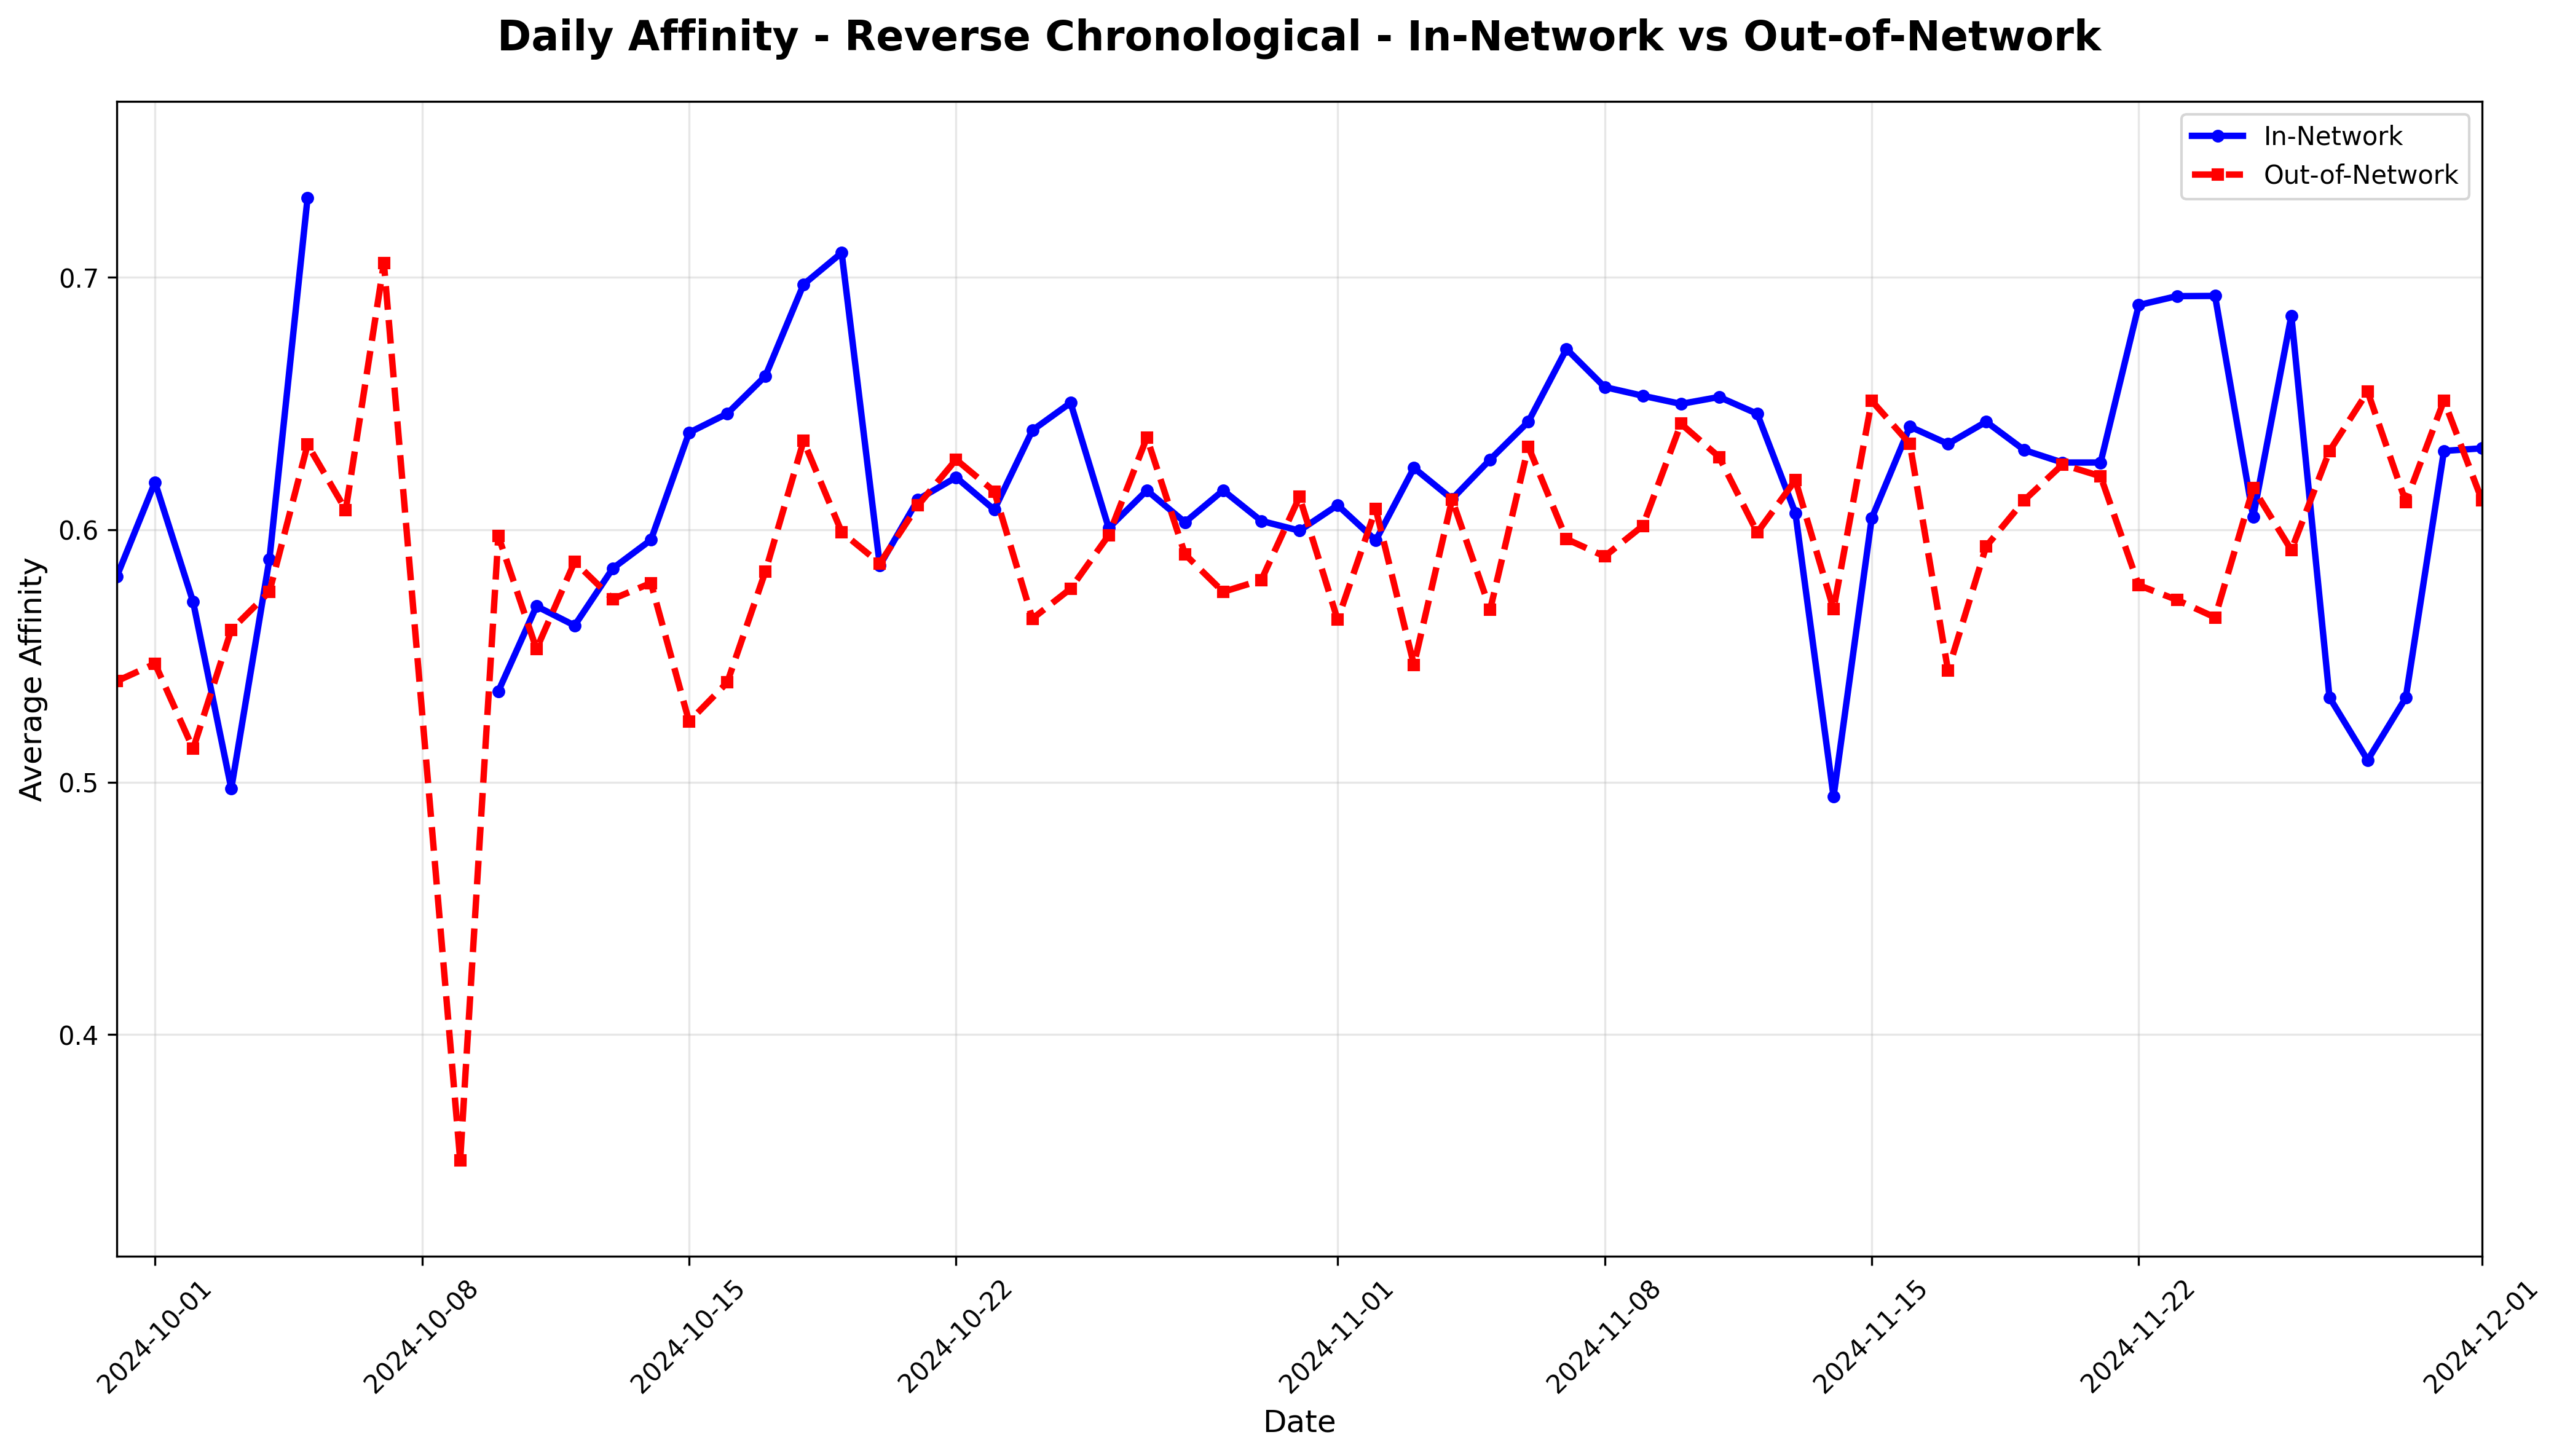 Daily Affinity - Reverse Chronological - In-Network vs Out-of-Network
In-Network
Out-of-Network
Average Affinity
0.7
0.6
0.5
0.4
2024-10-01
2024-10-08
2024-10-15
2024-10-22
2024-11-01
2024-11-08
2024-11-15
2024-11-22
2024-12-01
Date